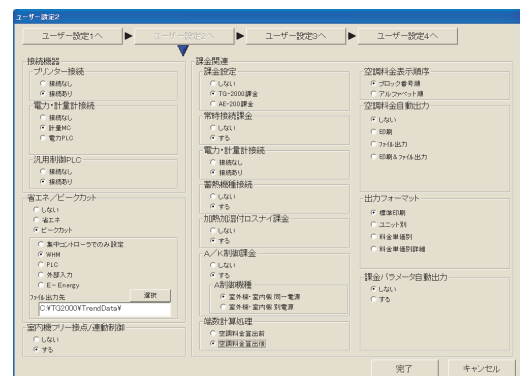 ユーザー設定2
ユーザー設定1へ
ユーザー設定2へ
ユーザー設定3へ
ユーザー設定4へ
接続機器
プリンター接続
接続なし
接続あり
電力・計量計接続
接続なし
計量MC
電力PLC
汎用制御PLC
接続なし
接続あり
省エネ/ピークカット
しない
省エネ
ピークカット
集中コントローラでのみ設定
WHM
PLC
外部入力
E-Energy
ファイル出力先
選択
C:¥TG2000¥TrendData¥
室内機フリー接点/連動制御
しない
する
課金関連
課金設定
しない
TG-2000課金
AE-200課金
常時接続課金
しない
する
電力・計量計接続
接続なし
接続あり
蓄熱機種接続
しない
する
加熱加湿付ロスナイ課金
しない
する
A/K制御課金
しない
する
A制御機種
室外機・室内機 同一電源
室外機・室内機 別電源
端数計算処理
空調料金算出前
空調料金算出後
空調料金表示順序
ブロック番号順
アルファベット順
空調料金自動出力
しない
印刷
ファイル出力
印刷&ファイル出力
出力フォーマット
標準印刷
ユニット別
料金単価別
料金単価別詳細
課金パラメータ自動出力
しない
する
完了
キャンセル